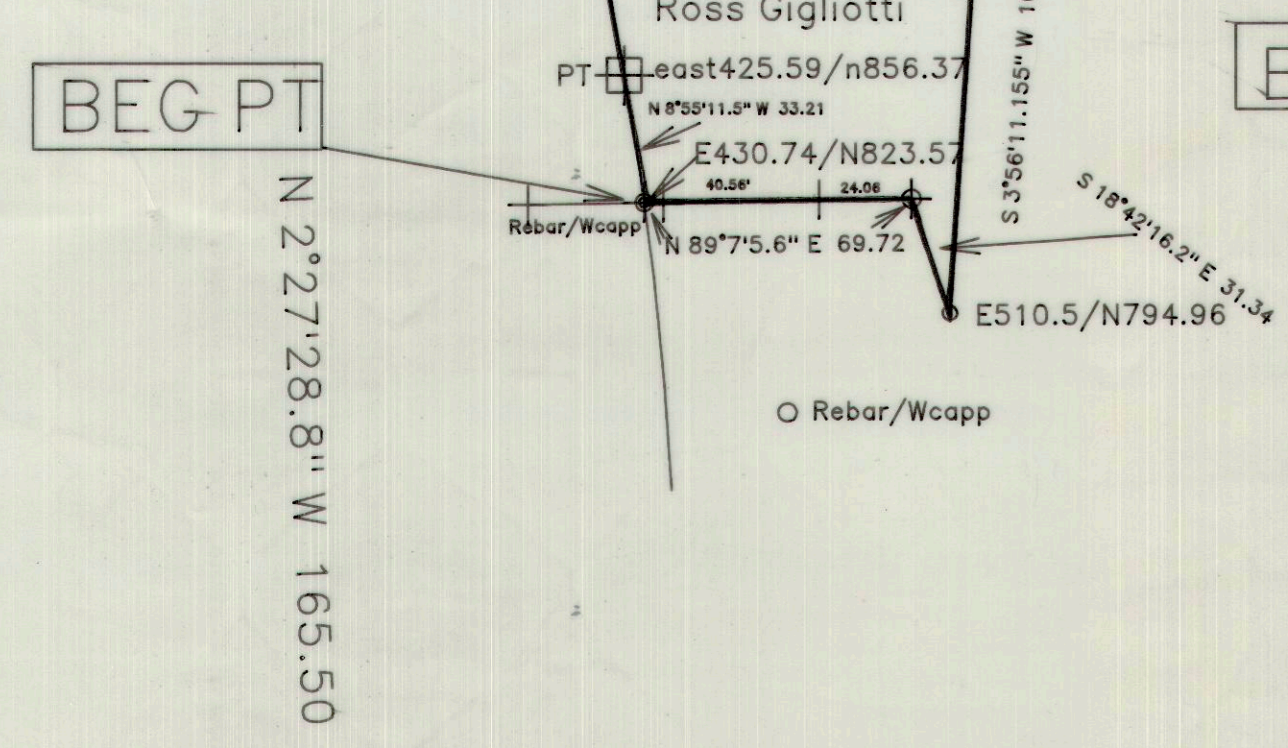 Ross Gigliotti
PT
east425.59/n856.37
BEG PT
N 8°55'11.5" W 33.21
E430.74/N823.57
40.56'
24.06
Rebar/Wcapp
N 89°7'5.6" E 69.72
S 3°56'11.155" W
S 18°42'16.2" E 31.34
E510.5/N794.96
N 2°27'28.8" W 165.50
Rebar/Wcapp